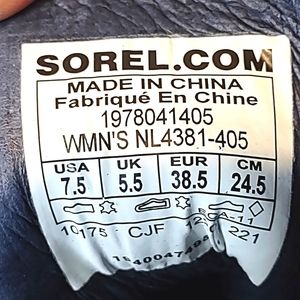 SOREL.COM
MADE IN CHINA
Fabriqué En Chine
1978041405
WMN'S NL4381-405
USA UK EUR CM
7.5 5.5 38.5 24.5
10175 CJF 221